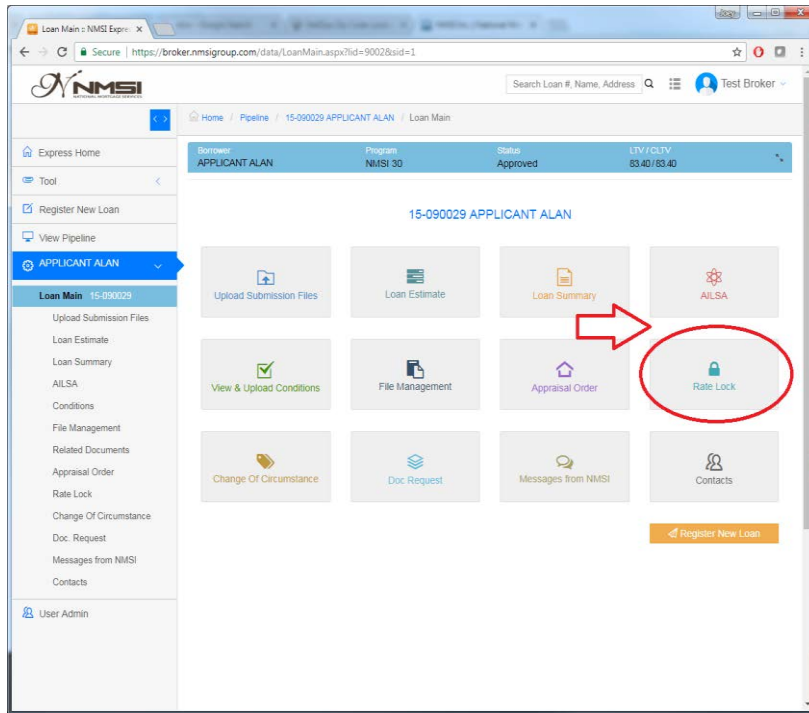 Loan Main :: NMSI Expre
Secure | https://broker.nmsigroup.com/data/LoanMain.aspx?lid=9002&sid=1
NMSI
NATIONAL MORTGAGE SERVICES
Search Loan #, Name, Address
Test Broker
Home / Pipeline / 15-090029 APPLICANT ALAN / Loan Main
Express Home
Tool
Register New Loan
View Pipeline
APPLICANT ALAN
Loan Main 15-090029
Upload Submission Files
Loan Estimate
Loan Summary
AILSA
Conditions
File Management
Related Documents
Appraisal Order
Rate Lock
Change Of Circumstance
Doc. Request
Messages from NMSI
Contacts
User Admin
Borrower Program Status LTV / CLTV
APPLICANT ALAN NMSI 30 Approved 83.40 / 83.40
15-090029 APPLICANT ALAN
Upload Submission Files Loan Estimate Loan Summary AILSA
View & Upload Conditions File Management Appraisal Order Rate Lock
Change Of Circumstance Doc Request Messages from NMSI Contacts
Register New Loan